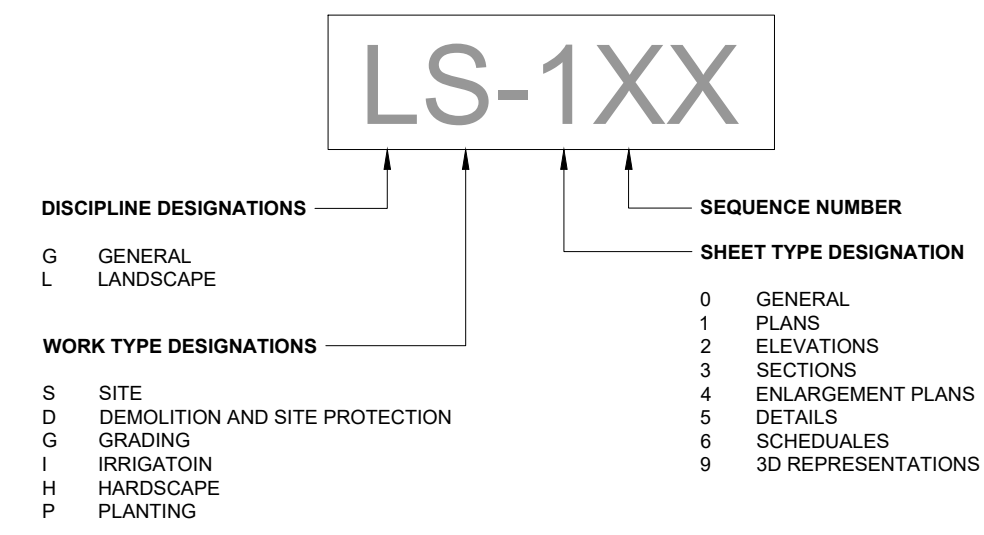 LS-1XX
DISCIPLINE DESIGNATIONS
G GENERAL
L LANDSCAPE
WORK TYPE DESIGNATIONS
S SITE
D DEMOLITION AND SITE PROTECTION
G GRADING
I IRRIGATOIN
H HARDSCAPE
P PLANTING
SEQUENCE NUMBER
SHEET TYPE DESIGNATION
0 GENERAL
1 PLANS
2 ELEVATIONS
3 SECTIONS
4 ENLARGEMENT PLANS
5 DETAILS
6 SCHEDUALES
9 3D REPRESENTATIONS